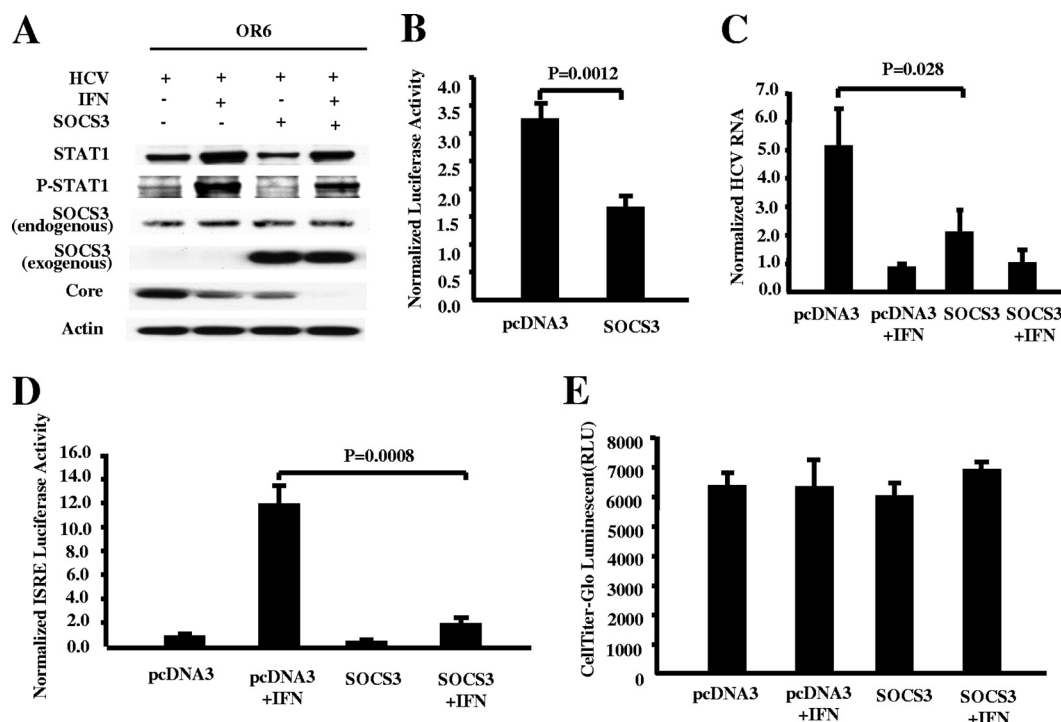 A
OR6
HCV + + + +
IFN - + - +
SOCS3 - - + +
STAT1
P-STAT1
SOCS3
(endogenous)
SOCS3
(exogenous)
Core
Actin
B
Normalized Luciferase Activity
4.0
3.5
3.0
2.5
2.0
1.5
1.0
0.5
0.0
P=0.0012
pcDNA3 SOCS3
C
Normalized HCV RNA
7.0
6.0
5.0
4.0
2.0
1.0
0.0
P=0.028
pcDNA3 pcDNA3 SOCS3 SOCS3
+IFN +IFN
D
Normalized ISRE Luciferase Activity
16.0
14.0
12.0
10.0
8.0
6.0
4.0
2.0
0.0
P=0.0008
pcDNA3 pcDNA3 SOCS3 SOCS3
+IFN +IFN
E
CellTiter-Glo Luminescent(RLU)
8000
7000
6000
5000
4000
3000
2000
1000
0
pcDNA3 pcDNA3 SOCS3 SOCS3
+IFN +IFN